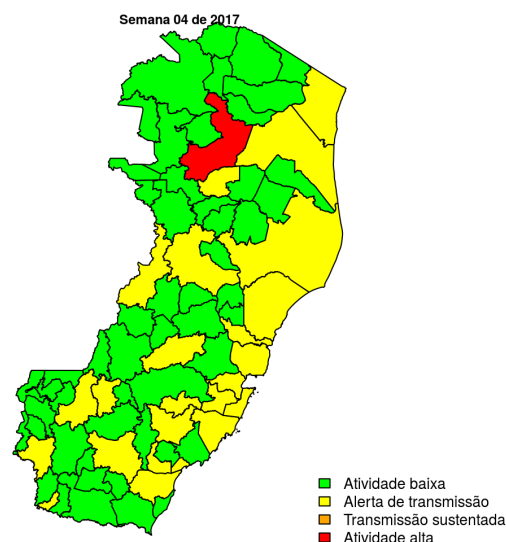 Semana 04 de 2017
Atividade baixa
Alerta de transmissão
Transmissão sustentada
Atividade alta